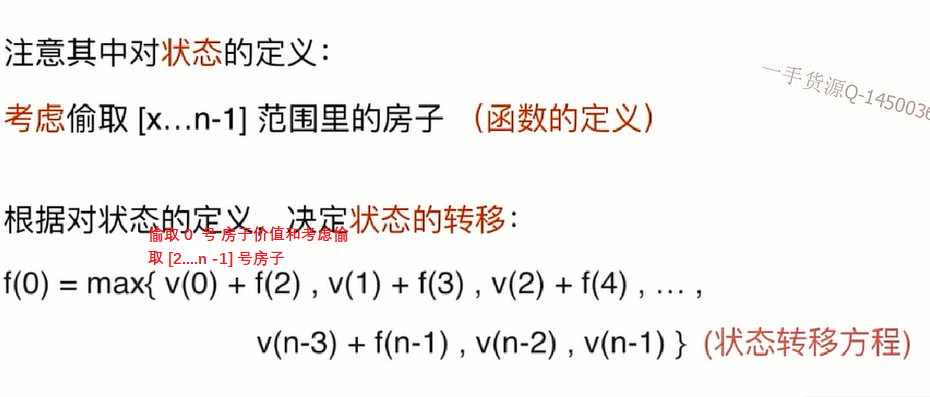 注意其中对状态的定义：
一手货源Q-1450036
考虑偷取 [x...n-1] 范围里的房子 （函数的定义）
根据对状态的定义，决定状态的转移：
偷取 0 号 房子价值和考虑偷
取 [2....n -1] 号房子
f(0) = max{ v(0) + f(2) , v(1) + f(3) , v(2) + f(4) , … ,
v(n-3) + f(n-1) , v(n-2) , v(n-1) } (状态转移方程)